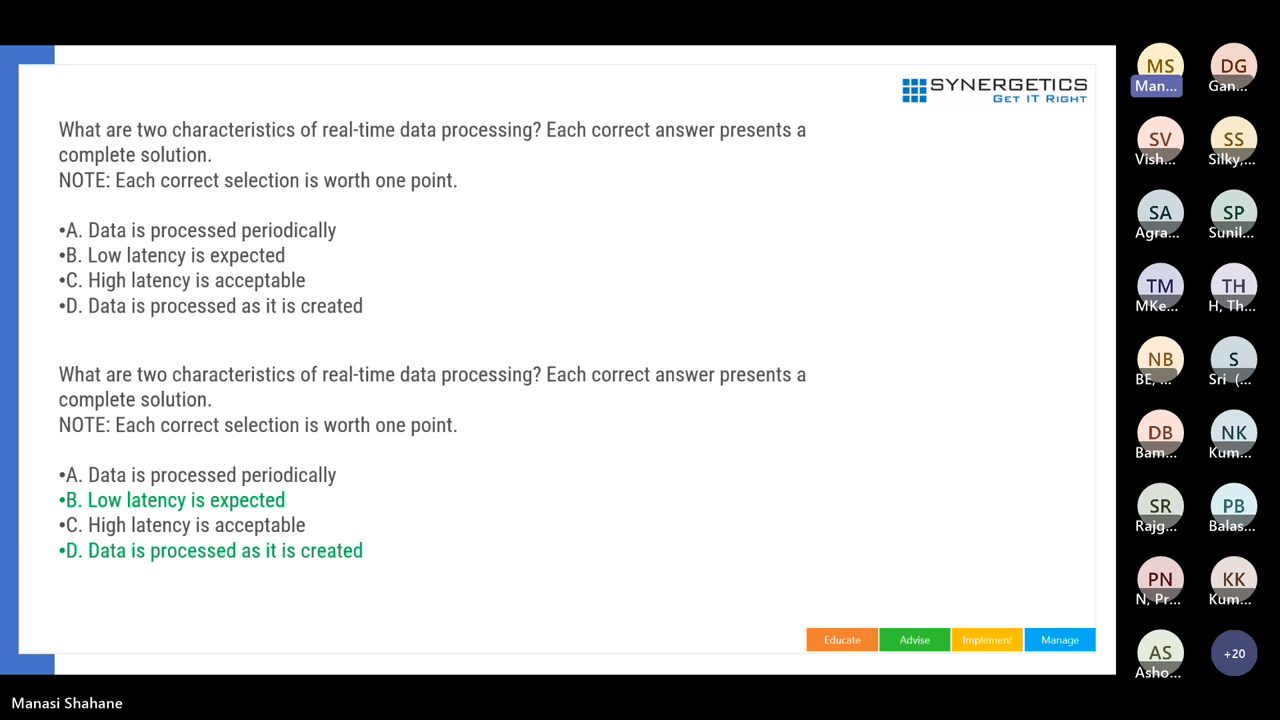 SYNERGETICS
GET IT RIGHT
What are two characteristics of real-time data processing? Each correct answer presents a
complete solution.
NOTE: Each correct selection is worth one point.
•A. Data is processed periodically
•B. Low latency is expected
•C. High latency is acceptable
•D. Data is processed as it is created
What are two characteristics of real-time data processing? Each correct answer presents a
complete solution.
NOTE: Each correct selection is worth one point.
•A. Data is processed periodically
•B. Low latency is expected
•C. High latency is acceptable
•D. Data is processed as it is created
Educate Advise Implement Manage
MS DG
Man... Gan...
SV SS
Vish... Silky,...
SA SP
Agra... Sunil...
TM TH
MKe... H, Th...
NB S
BE, ... Sri (...
DB NK
Bam... Kum...
SR PB
Rajg... Balas...
PN KK
N, Pr... Kum...
AS +20
Asho...
Manasi Shahane